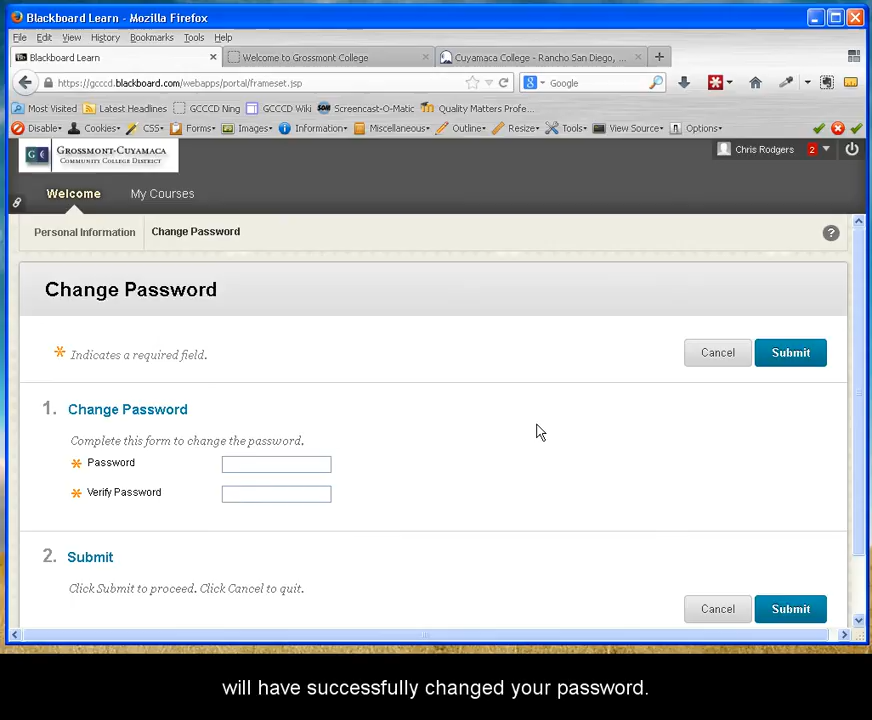 Blackboard Learn - Mozilla Firefox
File Edit View History Bookmarks Tools Help
Blackboard Learn Welcome to Grossmont College Cuyamaca College - Rancho San Diego, ...
https://gcccd.blackboard.com/webapps/portal/frameset.jsp Google
Most Visited Latest Headlines GCCCD Ning GCCCD Wiki Screencast-O-Matic Quality Matters Profe...
Disable Cookies CSS Forms Images Information Miscellaneous Outline Resize Tools View Source Options
GC GROSSMONT-CUYAMACA
COMMUNITY COLLEGE DISTRICT
Chris Rodgers 2
Welcome My Courses
Personal Information Change Password ?
Change Password
* Indicates a required field.
Cancel Submit
1. Change Password
Complete this form to change the password.
* Password
* Verify Password
2. Submit
Click Submit to proceed. Click Cancel to quit.
Cancel Submit
will have successfully changed your password.